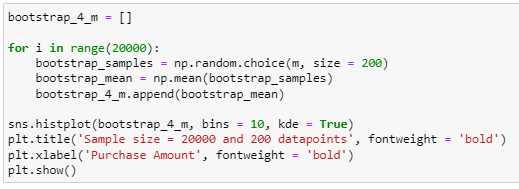 bootstrap_4_m = []
for i in range(20000):
    bootstrap_samples = np.random.choice(m, size = 200)
    bootstrap_mean = np.mean(bootstrap_samples)
    bootstrap_4_m.append(bootstrap_mean)
sns.histplot(bootstrap_4_m, bins = 10, kde = True)
plt.title('Sample size = 20000 and 200 datapoints', fontweight = 'bold')
plt.xlabel('Purchase Amount', fontweight = 'bold')
plt.show()